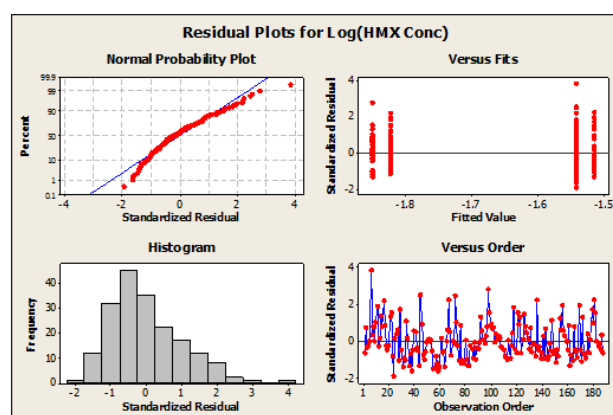 Residual Plots for Log(HMX Conc)
Normal Probability Plot
Versus Fits
99.9
99
90
50
10
1
0.1
Percent
-4 -2 0 2 4
Standardized Residual
4
2
0
-2
Standardized Residual
-1.8 -1.7 -1.6 -1.5
Fitted Value
Histogram
Versus Order
40
30
20
10
0
Frequency
-2 -1 0 1 2 3 4
Standardized Residual
4
2
0
-2
Standardized Residual
1 20 40 60 80 100 120 140 160 180
Observation Order